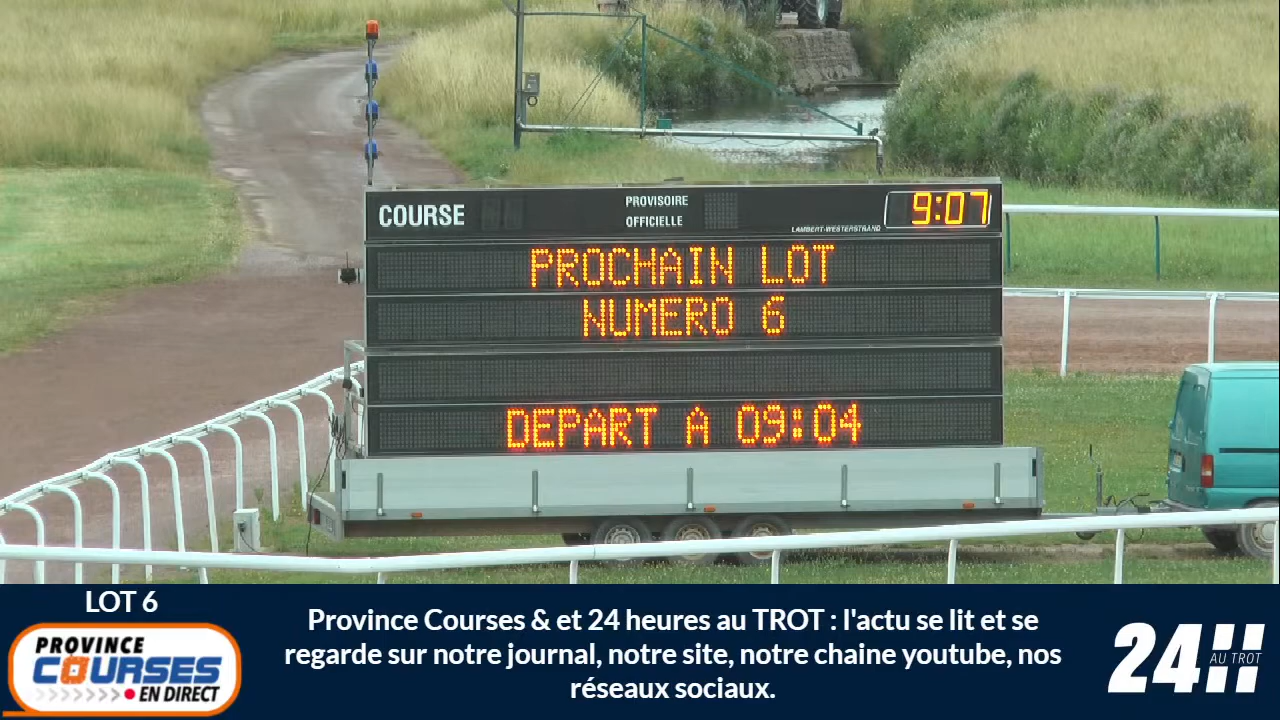 COURSE
PROVISOIRE
OFFICIELLE
9:07
LAMBERT-WESTERSTRAND
PROCHAIN LOT
NUMERO 6
DEPART A 09:04
LOT 6
PROVINCE
COURSES
EN DIRECT
Province Courses & et 24 heures au TROT : l'actu se lit et se
regarde sur notre journal, notre site, notre chaine youtube, nos
réseaux sociaux.
24H
AU TROT